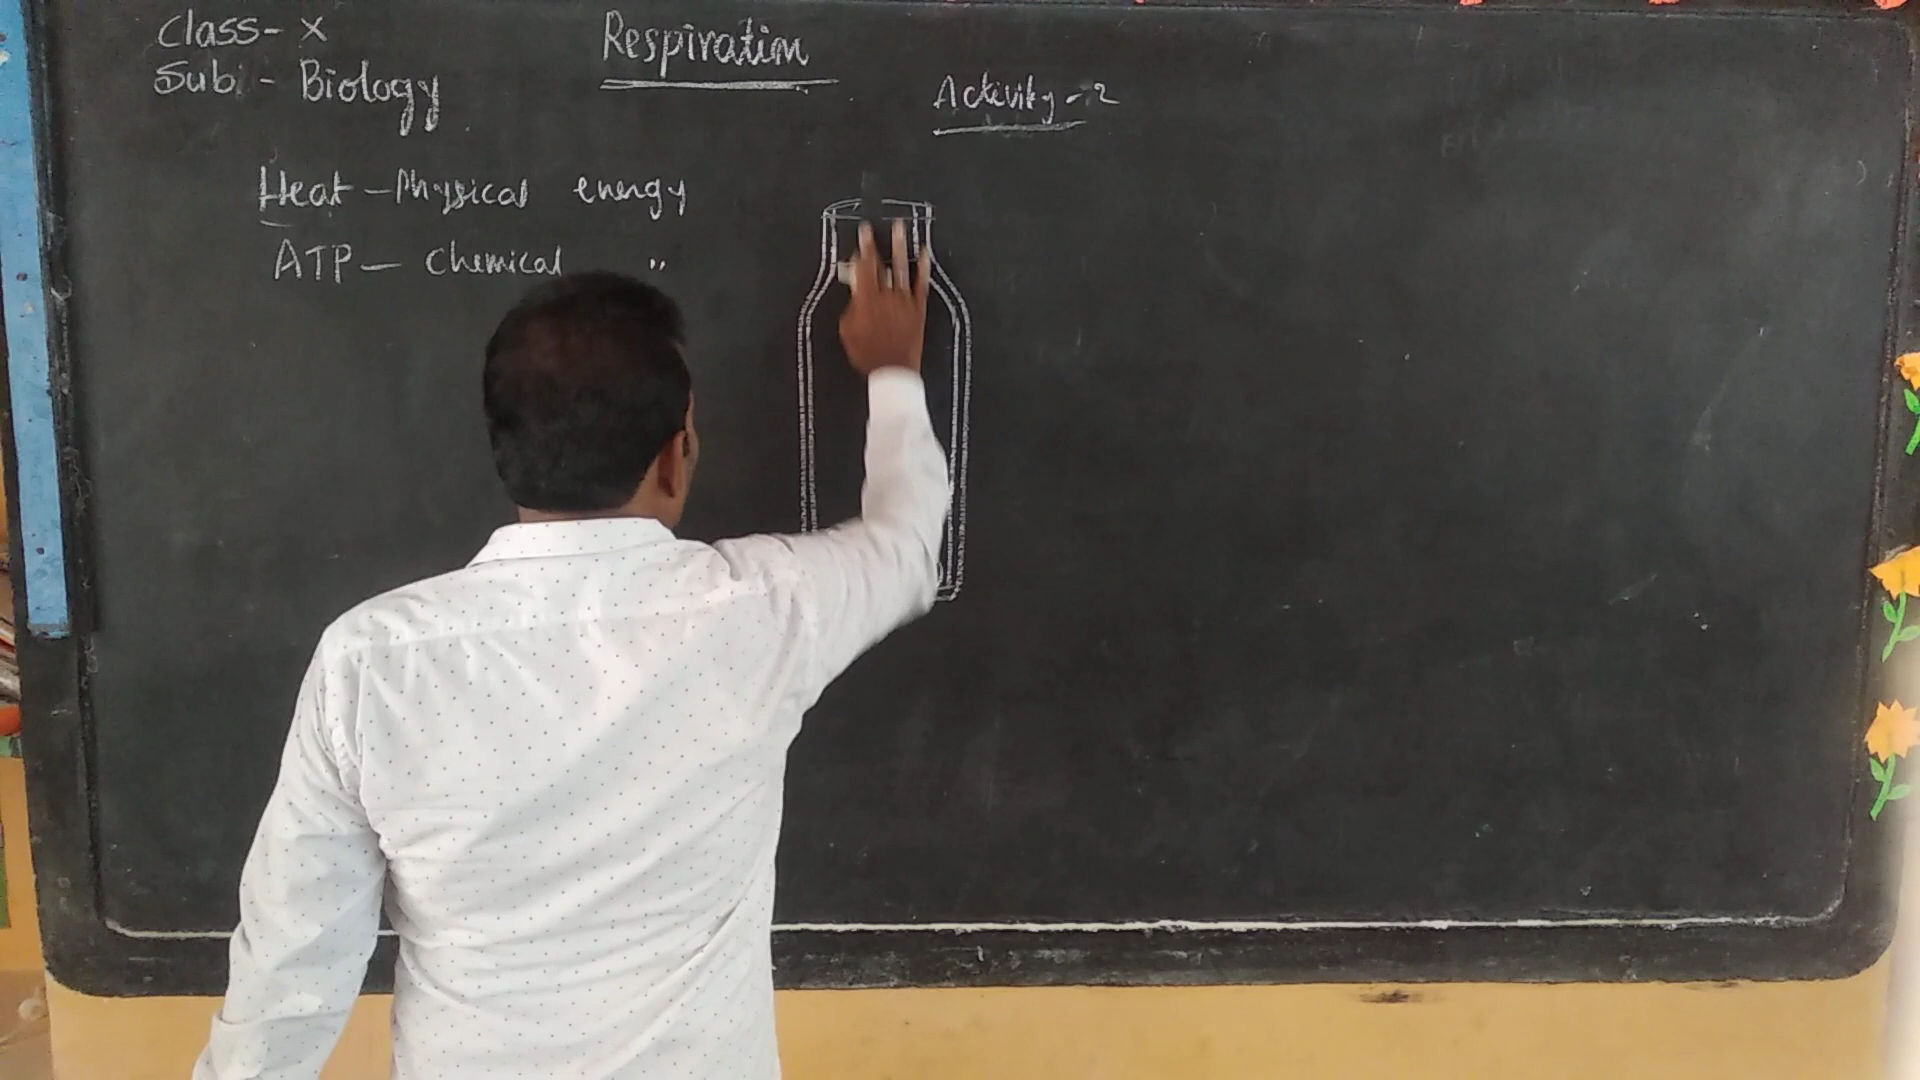 Class- X
Sub:- Biology
Respiration
Activity-2
Heat - Physical energy
ATP - Chemical "